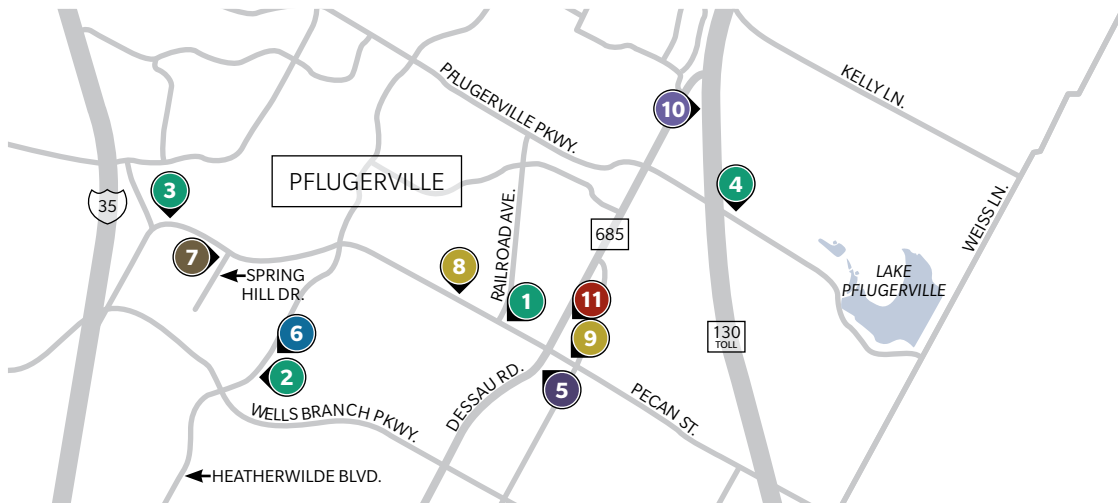 KELLY LN.
PFLUGERVILLE PKWY.
10
PFLUGERVILLE
3
4
35
RAILROAD AVE.
WEISS LN.
685
7
8
SPRING
HILL DR.
LAKE
PFLUGERVILLE
1
11
6
9
130
TOLL
2
5
DESSAU RD.
PECAN ST.
WELLS BRANCH PKWY.
HEATHERWILDE BLVD.